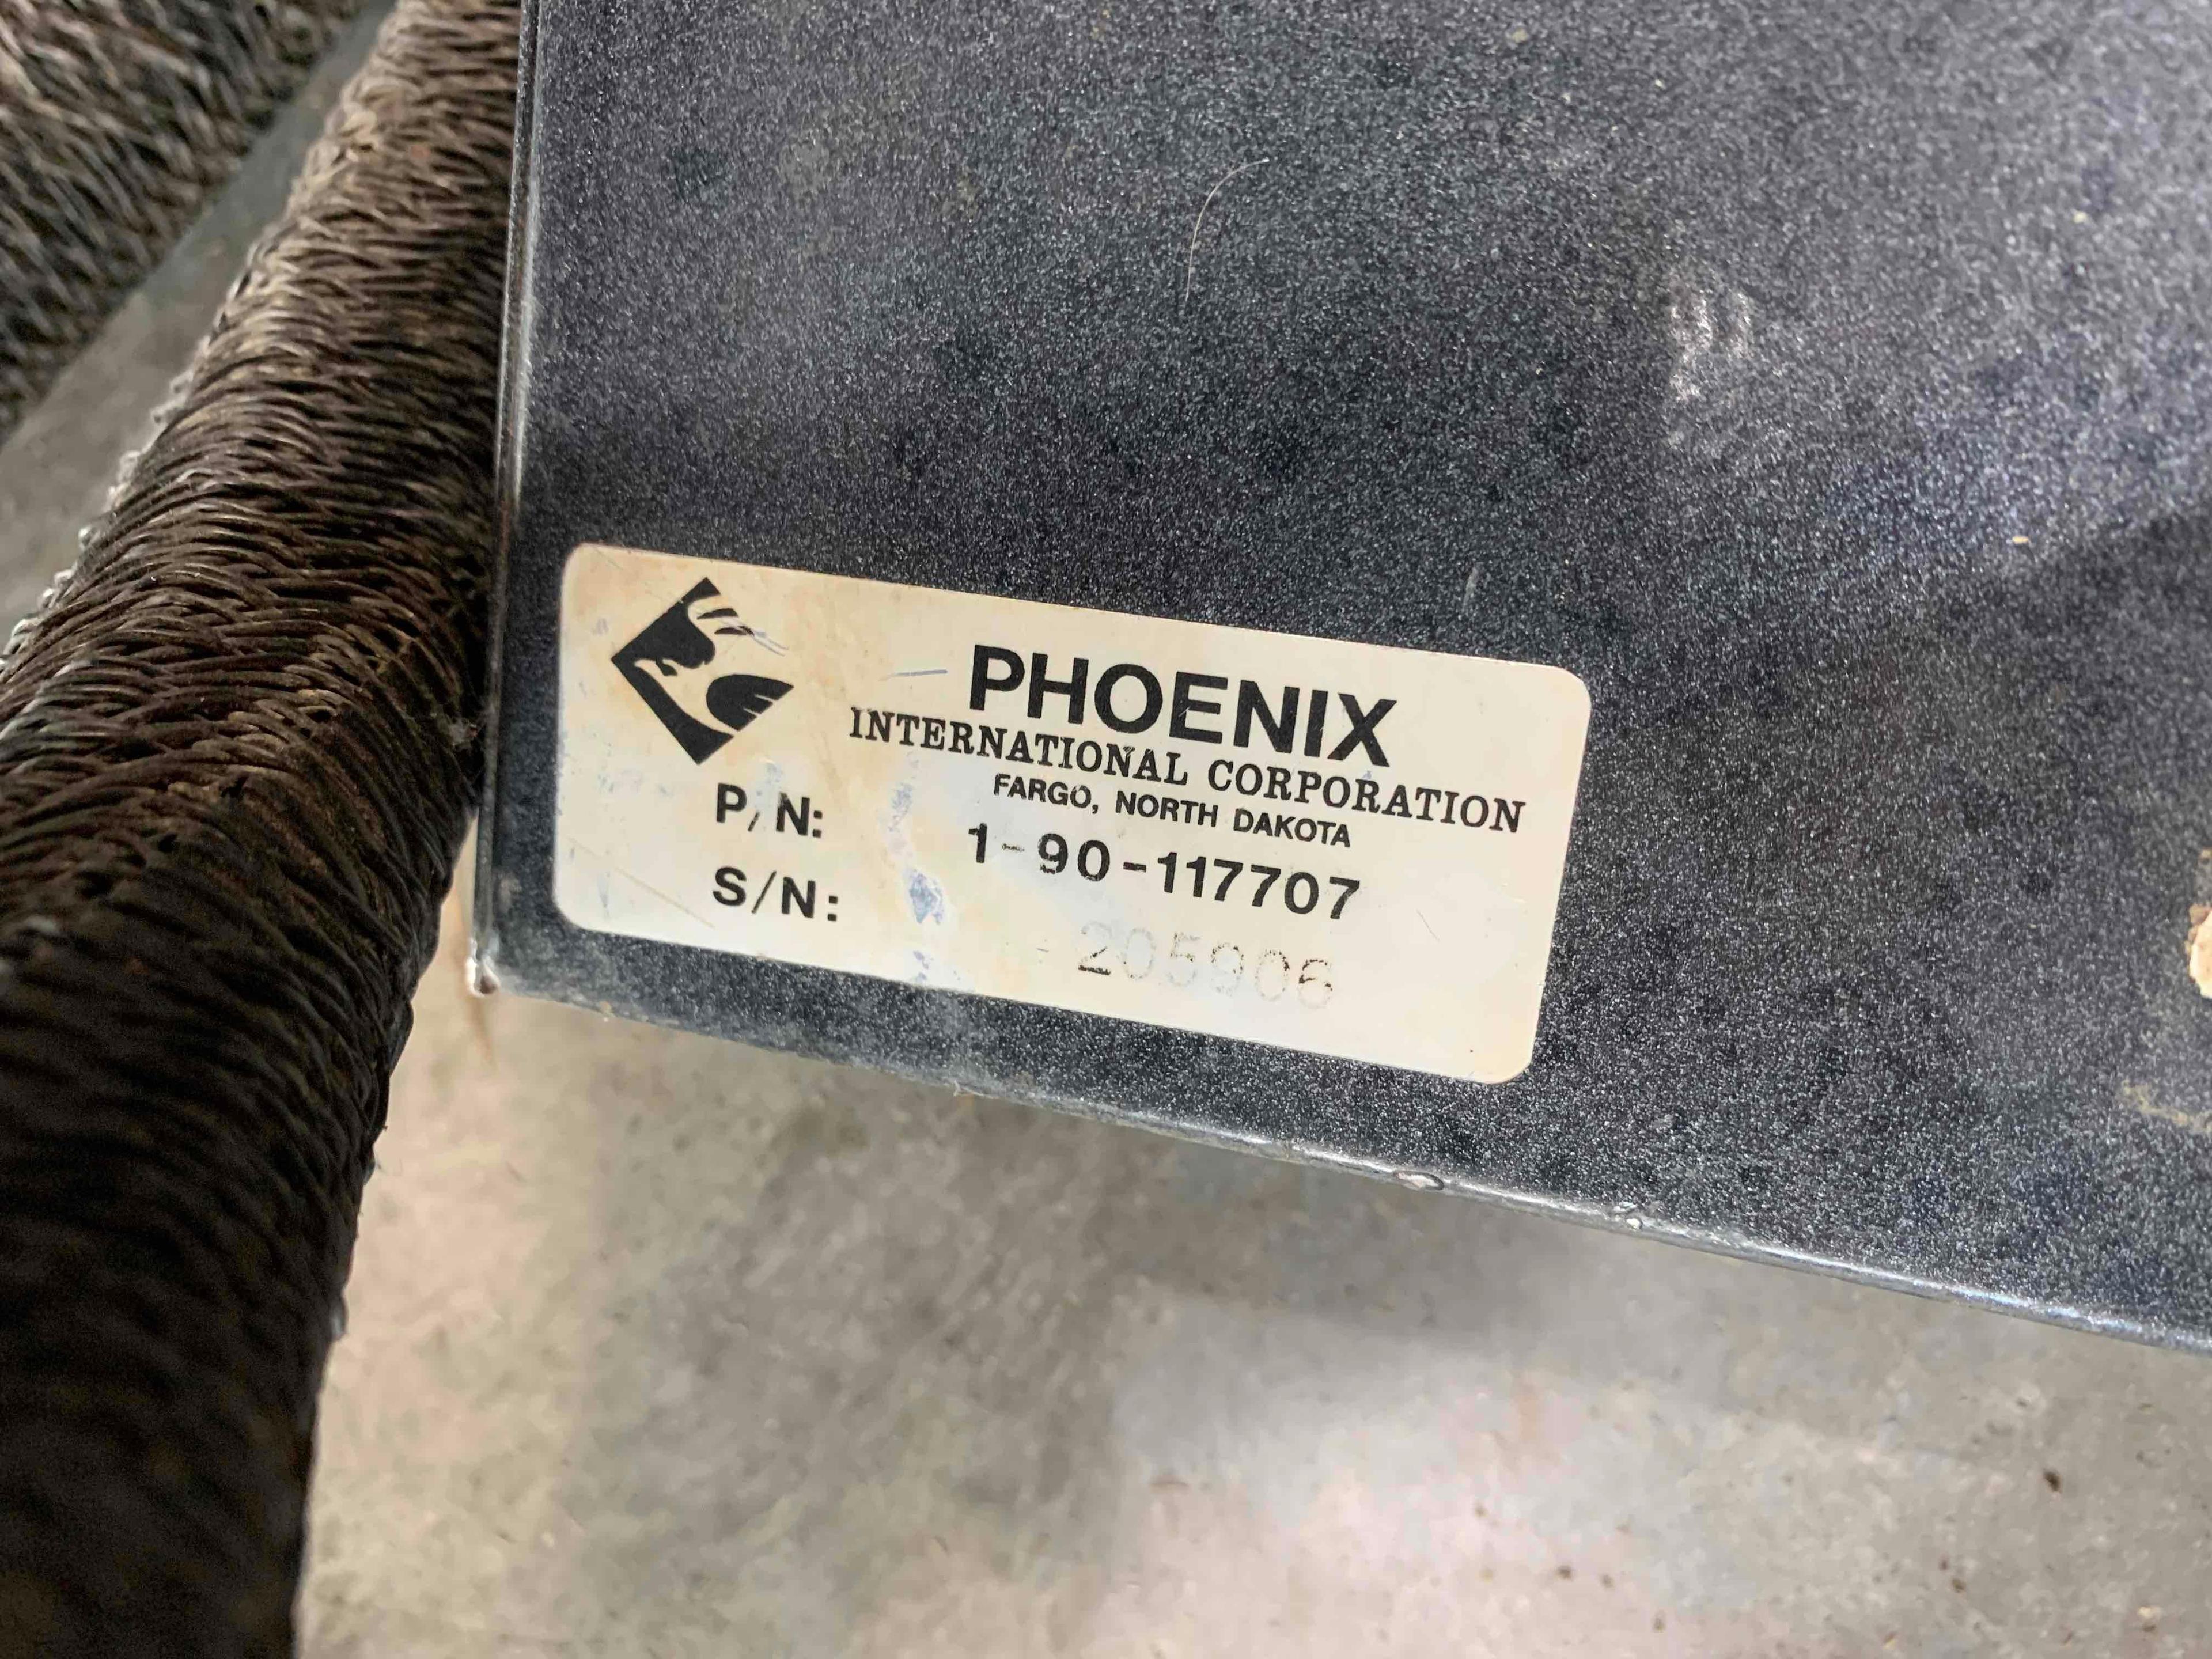 PHOENIX
INTERNATIONAL CORPORATION
FARGO, NORTH DAKOTA
P/N: 1-90-117707
S/N: 205906